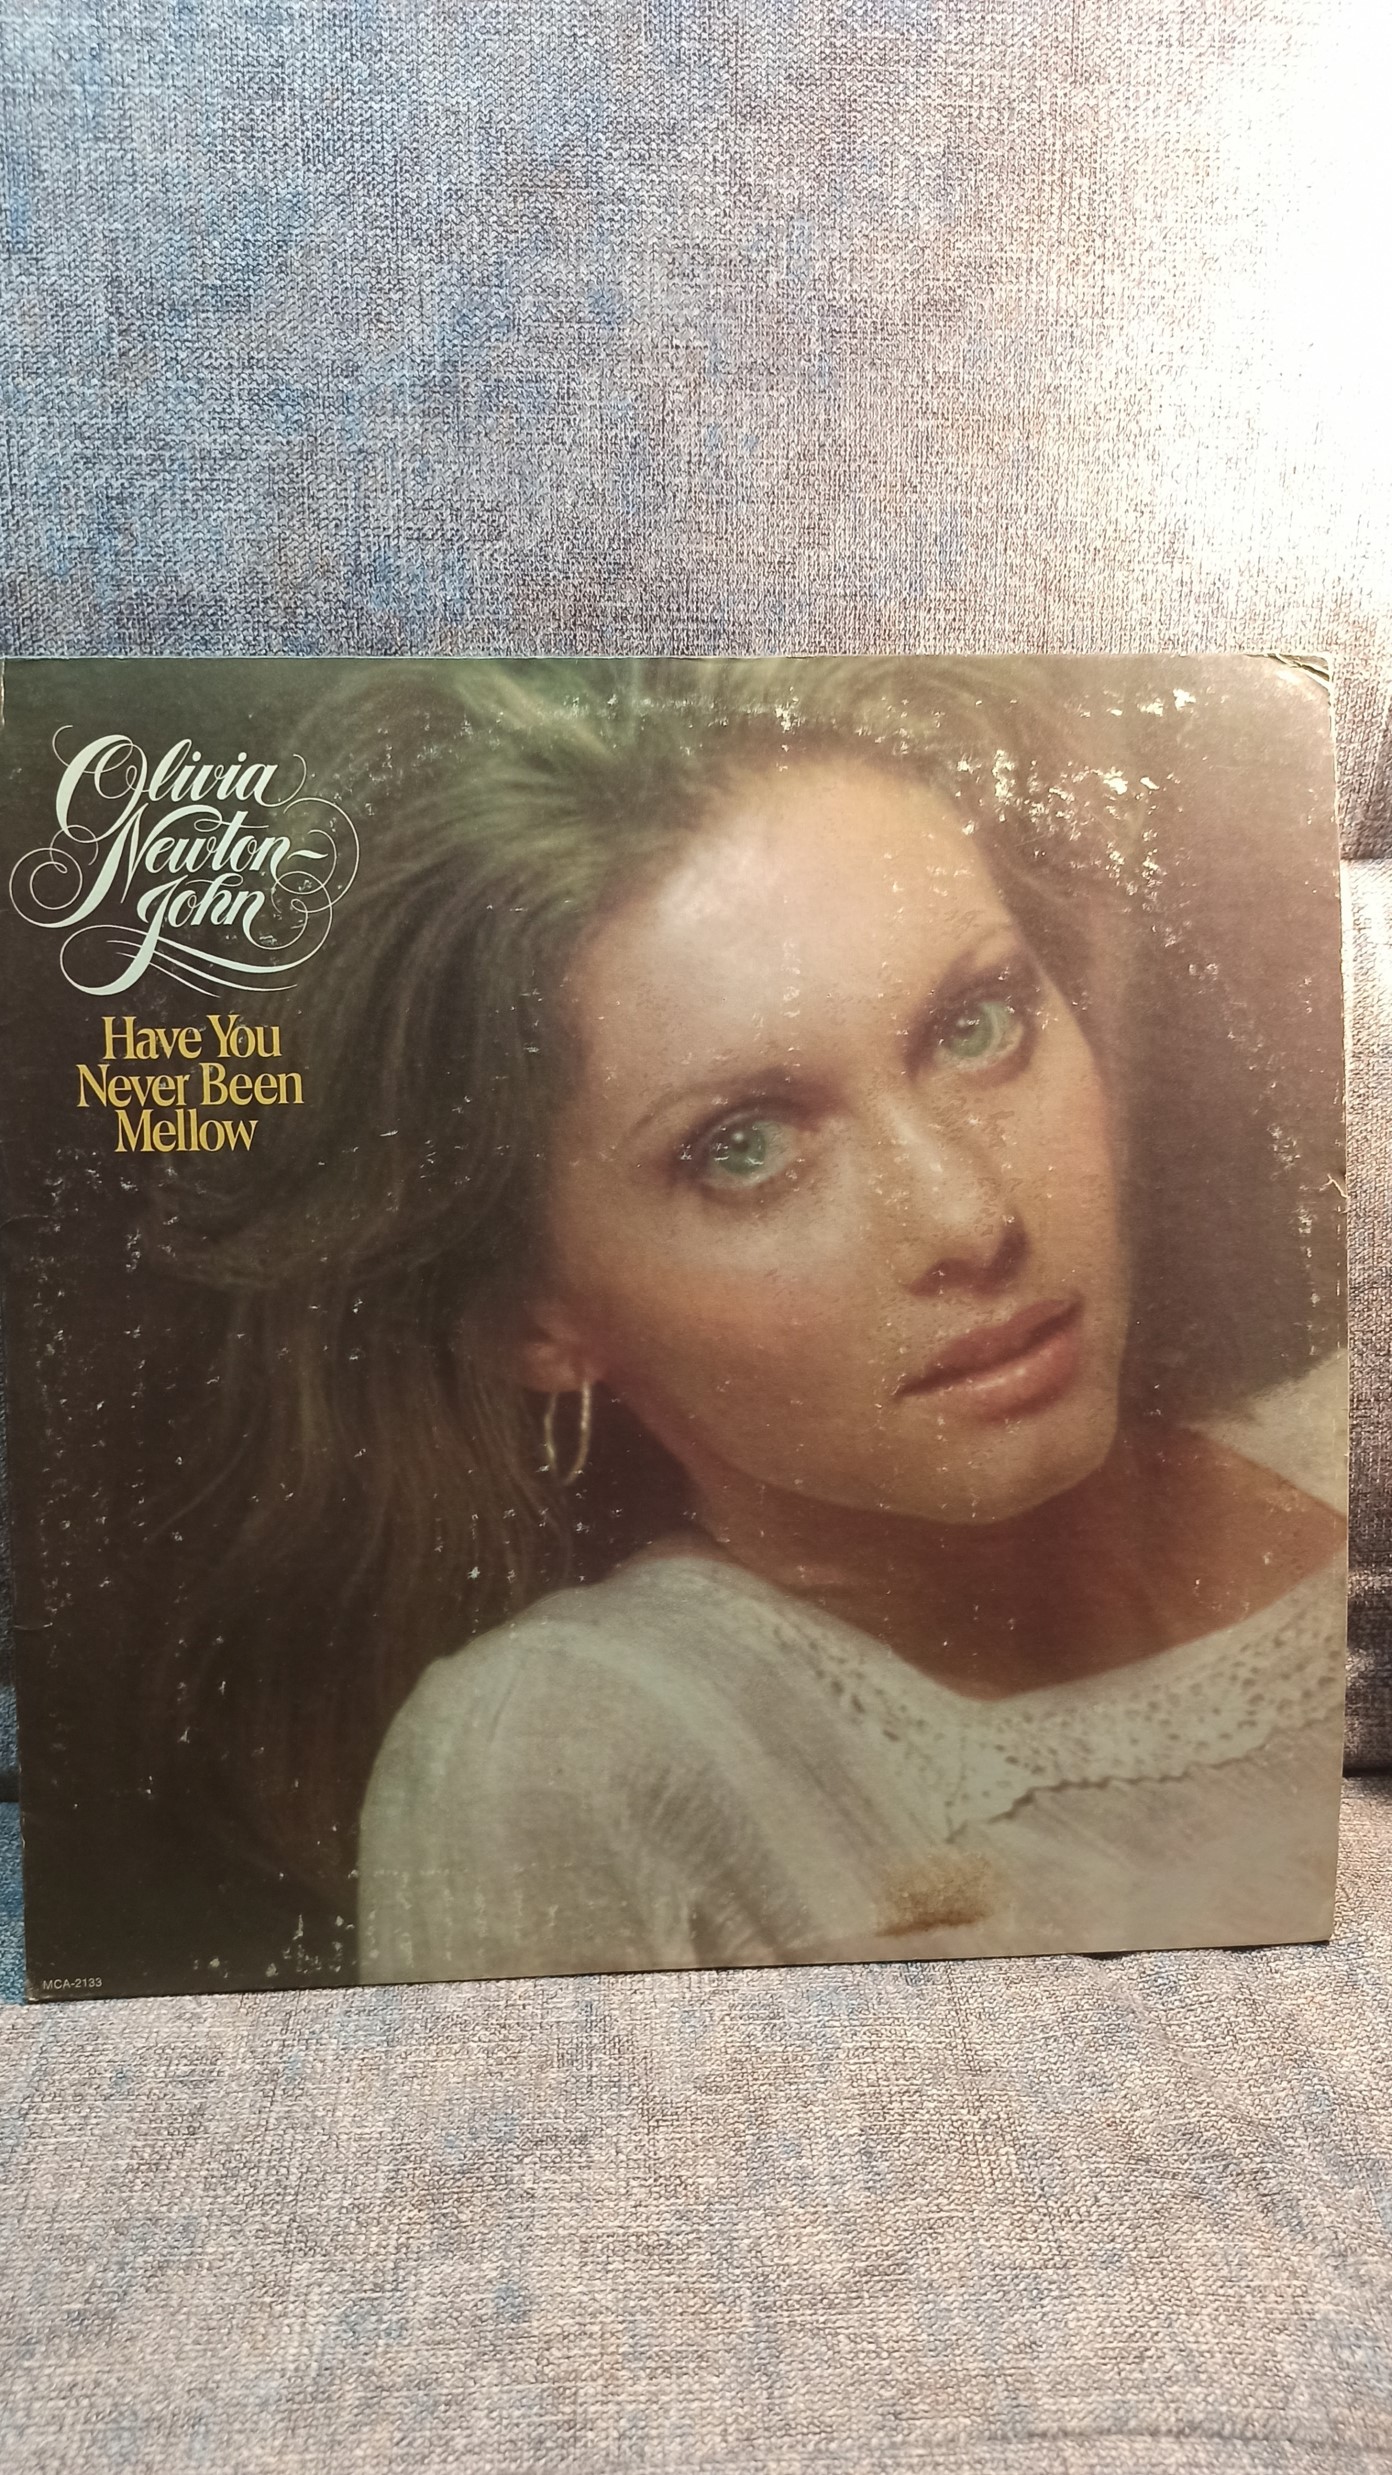 Olivia
Newton-
John
Have You
Never Been
Mellow
MCA-2133